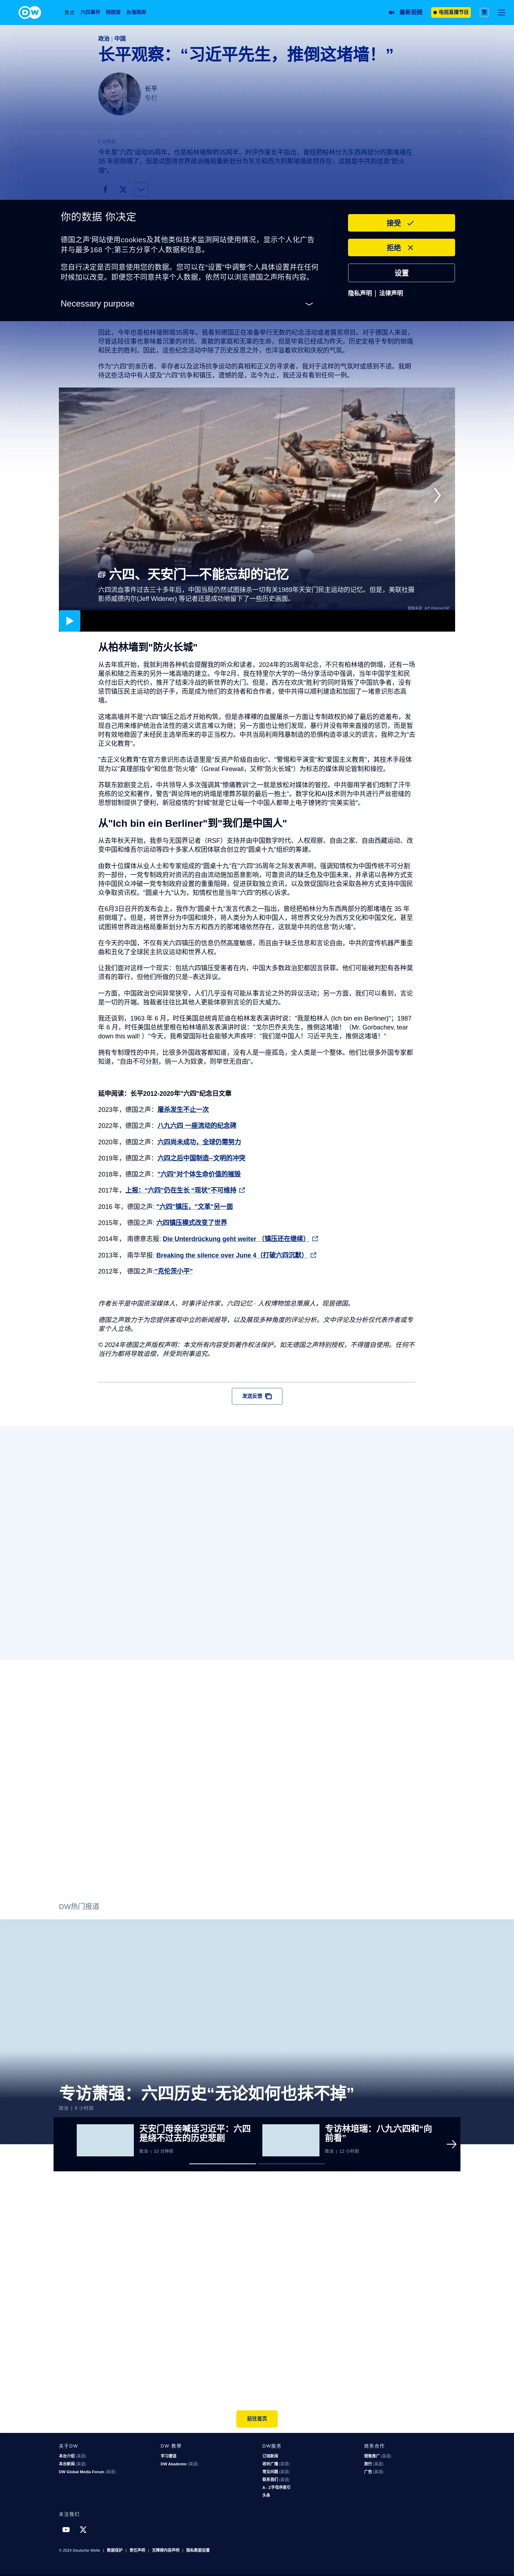 DW
焦点
六四事件
特朗普
台海局势
最新视频
电视直播节目
政治 | 中国
长平观察：“习近平先生，推倒这堵墙！”
长平
专栏
今年是“六四”运动35周年，也是柏林墙倒塌35周年。时评作家长平指出，曾经把柏林分为东西两部分的那堵墙在
35 年前倒塌了，但是试图将世界政治格局重新划分为东方和西方的那堵墙依然存在，这就是中共的信息“防火
墙”。
你的数据 你决定
德国之声'网站使用cookies及其他类似技术监测网站使用情况，显示个人化广告
并与最多168 个;第三方分享个人数据和信息。
您自行决定是否同意使用您的数据。您可以在“设置”中调整个人具体设置并在任何
时候加以改变。即便您不同意共享个人数据，依然可以浏览德国之声所有内容。
Necessary purpose
接受
拒绝
设置
隐私声明 | 法律声明
因此，今年也是柏林墙倒塌35周年。我看到德国正在准备举行无数的纪念活动或者展览项目。对于德国人来说，
尽管这段往事也意味着沉重的对抗、离散的家庭和无辜的生命，但是毕竟已经成为昨天，历史定格于专制的倒塌
和民主的胜利。因此，这些纪念活动中除了历史反思之外，也洋溢着欢欣和庆祝的气氛。
作为“六四”的亲历者、幸存者以及这场抗争运动的真相和正义的寻求者，我对于这样的气氛时或感到不适。我期
待这些活动中有人提及“六四”抗争和镇压，遗憾的是，迄今为止，我还没有看到任何一例。
六四、天安门—不能忘却的记忆
六四流血事件过去三十多年后，中国当局仍然试图抹杀一切有关1989年天安门民主运动的记忆。但是，美联社摄
影师威德内尔(Jeff Widener) 等记者还是成功地留下了一些历史画面。
从柏林墙到"防火长城"
从去年底开始，我就利用各种机会提醒我的听众和读者，2024年的35周年纪念，不只有柏林墙的倒塌，还有一场
屠杀和随之而来的另外一堵高墙的建立。今年2月，我在特里尔大学的一场分享活动中强调，当年中国学生和民
众付出巨大的代价，推开了结束冷战的新世界的大门。但是，西方在欢庆"胜利"的同时背叛了中国抗争者，没有
惩罚镇压民主运动的刽子手，而是成为他们的支持者和合作者，使中共得以顺利建造和加固了一堵意识形态高
墙。
这堵高墙并不是"六四"镇压之后才开始构筑，但是赤裸裸的血腥屠杀一方面让专制政权扔掉了最后的遮羞布，发
现自己用来维护统治合法性的道义谎言难以为继；另一方面也让他们发现，暴行并没有带来直接的惩罚，而是暂
时有效地稳固了未经民主选举而来的政治权力。中共当局利用残暴制造的恐惧构造非道义的谎言，我称之为"去
正义化教育"。
"去正义化教育"在官方意识形态话语里是"反资产阶级自由化"、"警惕和平演变"和"爱国主义教育"，其技术手段体
现为以"真理部指令"和信息"防火墙"（Great Firewall，又称"防火长城"）为标志的媒体舆论管制和操控。
苏联东欧剧变之后，中共领导人多次强调其"惨痛教训"之一就是放松对媒体的管控。中共御用学者们炮制了汗牛
充栋的论文和著作，警告"舆论阵地的坍塌是埋葬苏联的最后一抱土"。数字化和AI技术则为中共进行严丝密缝的
思想钳制提供了便利，新冠疫情的"封城"就是它让每一个中国人都带上电子镣铐的"完美实验"。
从"Ich bin ein Berliner"到"我们是中国人"
从去年秋天开始，我参与无国界记者（RSF）支持并由中国数字时代、人权观察、自由之家、自由西藏运动、改
变中国和维吾尔运动等四十多家人权团体联合创立的"圆桌十九"组织的筹建。
由数十位媒体从业人士和专家组成的"圆桌十九"在"六四"35周年之际发表声明，强调知情权为中国传统不可分割
的一部分，世界各地政府对资讯的自由流动施加恶意影响，可靠资讯的缺乏危及中国未来，并承诺以各种方式支
持中国民众冲破一党专制政府设置的重重阻碍，促进获取独立资讯，以及敦促国际社会采取各种方式支持中国民
众争取资讯权。"圆桌十九"认为，知情权也是当年"六四"的核心诉求。
在6月3日召开的发布会上，我作为"圆桌十九"发言代表之一指出，曾经把柏林分为东西两部分的那堵墙在 35 年
前倒塌了。但是，将世界分为中国和境外，将人类分为人和中国人，将世界文化分为西方文化和中国文化，甚至
试图将世界政治格局重新划分为东方和西方的那堵墙依然存在，这就是中共的信息"防火墙"。
在今天的中国，不仅有关六四镇压的信息仍然高度敏感，而且由于缺乏信息和言论自由，中共的宣传机器严重歪
曲和丑化了全球民主抗议运动和世界人权。
让我们面对这样一个现实：包括六四镇压受害者在内，中国大多数政治犯都因言获罪。他们可能被判犯有各种莫
须有的罪行，但他们所做的只是--表达异议。
一方面，中国政治空间异常狭窄，人们几乎没有可能从事言论之外的异议活动；另一方面，我们可以看到，言论
是一切的开端。独裁者往往比其他人更能体察到言论的巨大威力。
我还谈到，1963 年 6 月，时任美国总统肯尼迪在柏林发表演讲时说："我是柏林人 (Ich bin ein Berliner)"；1987
年 6 月，时任美国总统里根在柏林墙前发表演讲时说："戈尔巴乔夫先生，推倒这堵墙！（Mr. Gorbachev, tear
down this wall! ）"今天，我希望国际社会能够大声疾呼："我们是中国人！习近平先生，推倒这堵墙！"
拥有专制理性的中共，比很多外国政客都知道，没有人是一座孤岛，全人类是一个整体。他们比很多外国专家都
知道，"自由不可分割，倘一人为奴隶，则举世无自由"。
延申阅读：长平2012-2020年"六四"纪念日文章
2023年，德国之声：屠杀发生不止一次
2022年，德国之声：八九六四 一座流动的纪念碑
2020年，德国之声：六四尚未成功，全球仍需努力
2019年，德国之声：六四之后中国制造--文明的冲突
2018年，德国之声："六四"对个体生命价值的摧毁
2017年，上报："六四"仍在生长 "现状"不可维持
2016 年，德国之声: "六四"镇压，"文革"另一面
2015年， 德国之声: 六四镇压模式改变了世界
2014年， 南德意志报: Die Unterdrückung geht weiter （镇压还在继续）
2013年， 南华早报: Breaking the silence over June 4（打破六四沉默）
2012年， 德国之声:"克伦茨小平"
作者长平是中国资深媒体人、时事评论作家，六四记忆 · 人权博物馆总策展人，现居德国。
德国之声致力于为您提供客观中立的新闻报导，以及展现多种角度的评论分析。文中评论及分析仅代表作者或专
家个人立场。
© 2024年德国之声版权声明：本文所有内容受到著作权法保护，如无德国之声特别授权，不得擅自使用。任何不
当行为都将导致追偿，并受到刑事追究。
发送反馈
DW热门报道
专访萧强：六四历史“无论如何也抹不掉”
政治 | 9 小时前
天安门母亲喊话习近平：六四
是绕不过去的历史悲剧
政治 | 15 分钟前
专访林培瑞：八九六四和“向
前看”
政治 | 12 小时前
前往首页
关于DW
本台介绍 (英语)
本台新闻 (英语)
DW Global Media Forum (英语)
DW 教学
学习德语
DW Akademie (英语)
DW服务
订阅新闻
收听广播 (英语)
常见问题 (英语)
联系我们 (英语)
A - Z字母序索引
头条
商务合作
销售推广 (英语)
旅行 (英语)
广告 (英语)
关注我们
© 2024 Deutsche Welle | 数据保护 | 责任声明 | 无障碍内容声明 | 隐私数据设置